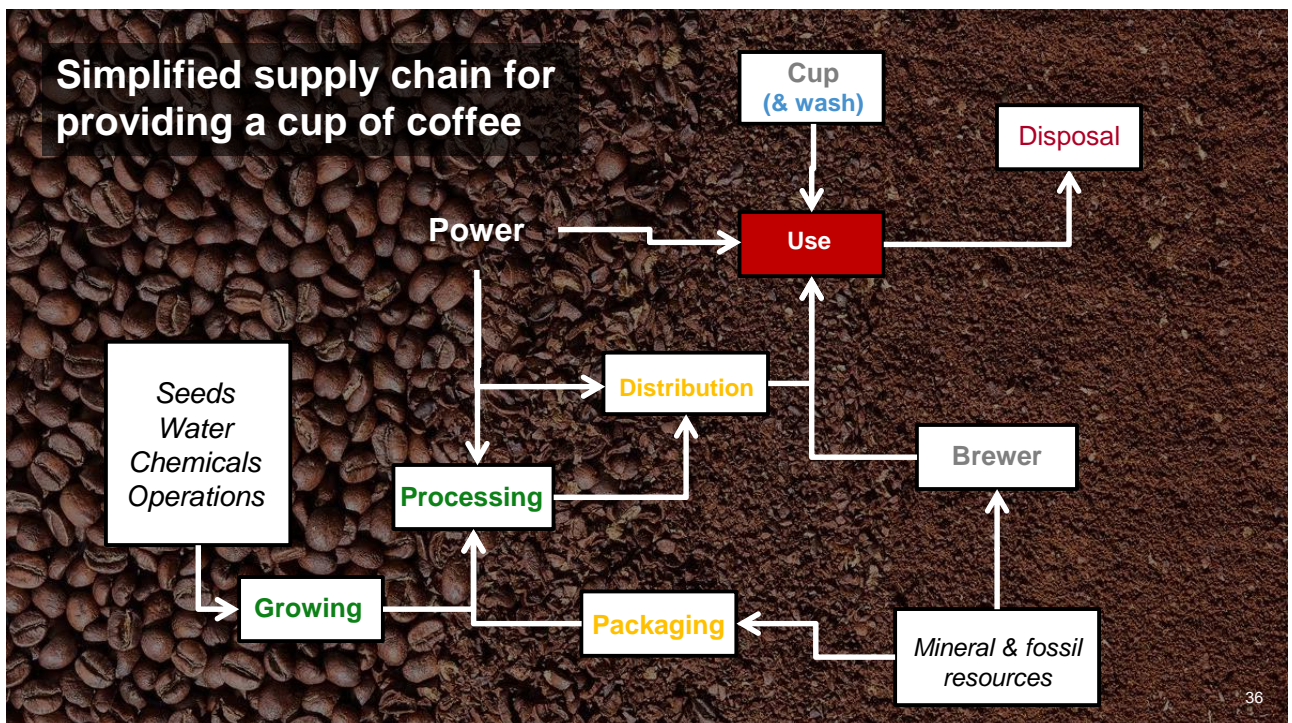 Simplified supply chain for
providing a cup of coffee
Cup
(& wash)
Disposal
Power
Use
Seeds
Water
Chemicals
Operations
Distribution
Brewer
Processing
Growing
Packaging
Mineral & fossil
resources
36